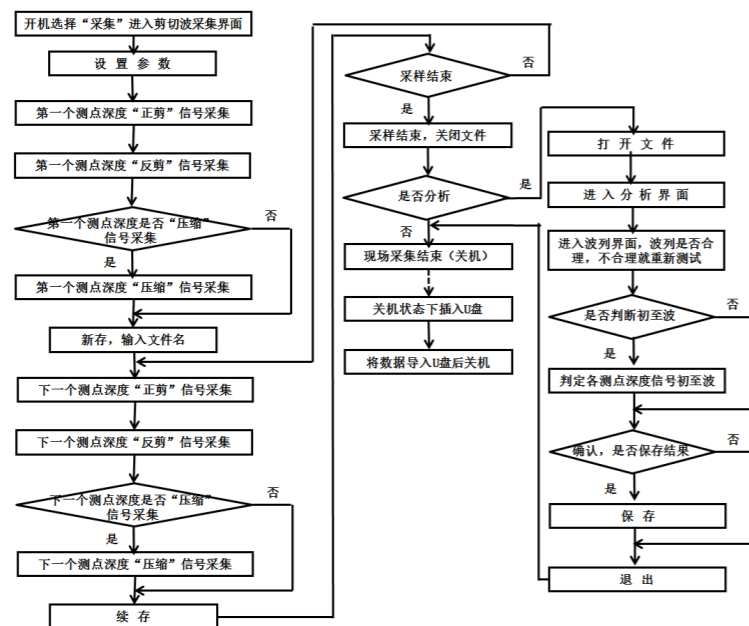 开机选择“采集”进入剪切波采集界面
设 置 参 数
第一个测点深度“正剪”信号采集
第一个测点深度“反剪”信号采集
第一个测点深度是否“压缩”
信号采集
否
是
第一个测点深度“压缩”信号采集
新存，输入文件名
下一个测点深度“正剪”信号采集
下一个测点深度“反剪”信号采集
下一个测点深度是否“压缩”
信号采集
否
是
下一个测点深度“压缩”信号采集
续 存
采样结束
否
是
采样结束，关闭文件
是否分析
是
否
现场采集结束（关机）
关机状态下插入U盘
将数据导入U盘后关机
打 开 文 件
进 入 分 析 界 面
进入波列界面，波列是否合
理，不合理就重新测试
是否判断初至波
否
是
判定各测点深度信号初至波
确认，是否保存结果
否
是
保 存
退 出